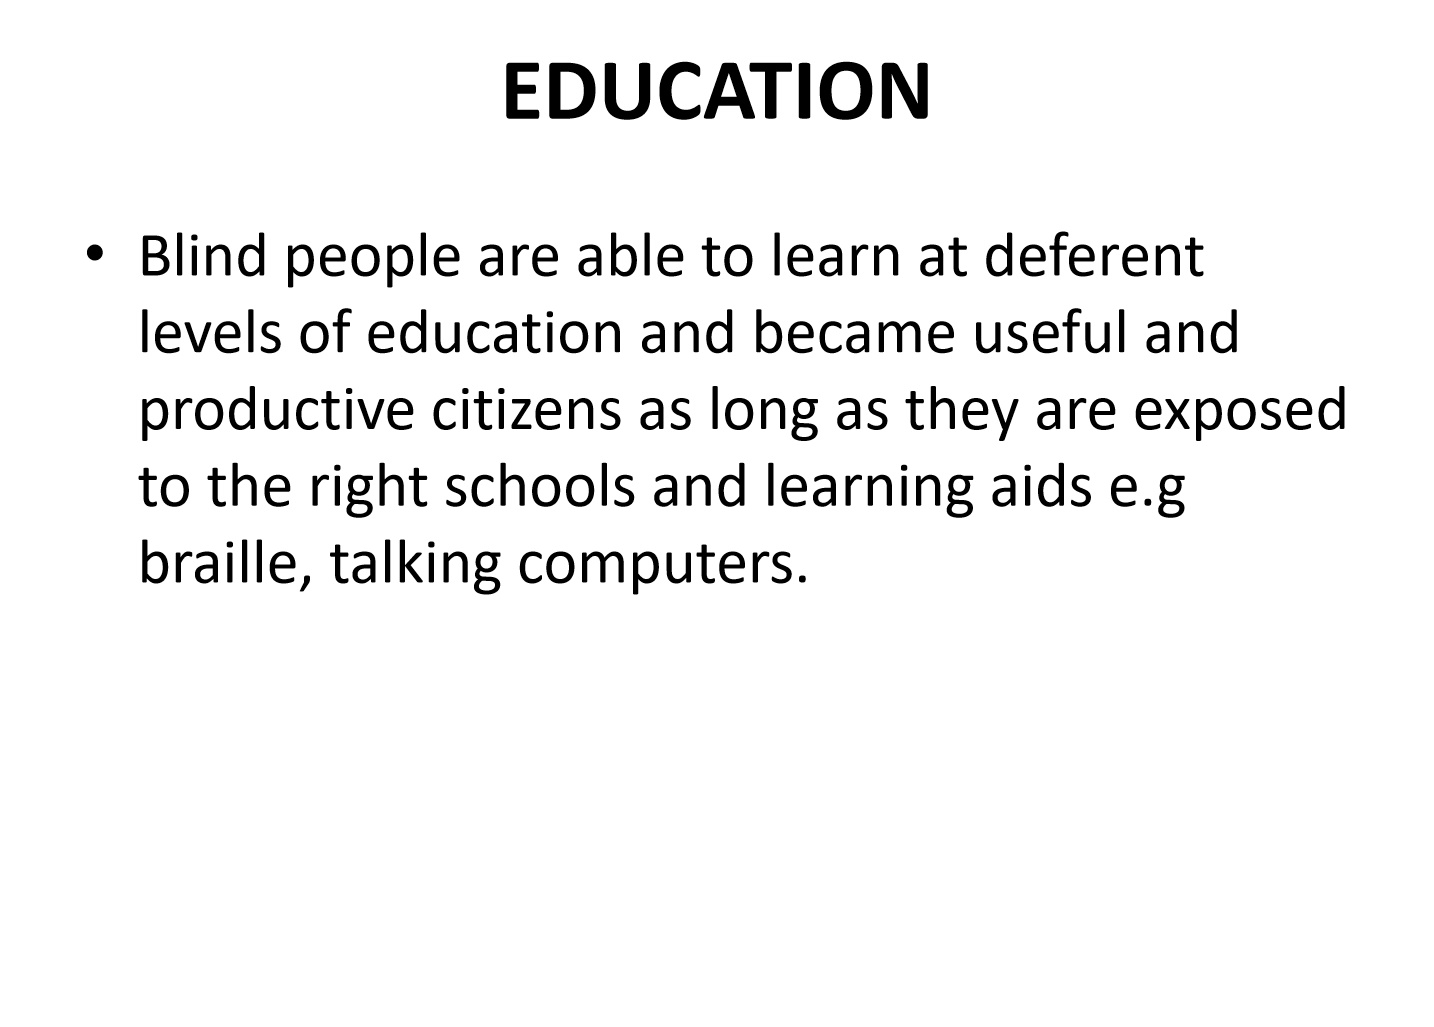 EDUCATION
• Blind people are able to learn at deferent
levels of education and became useful and
productive citizens as long as they are exposed
to the right schools and learning aids e.g
braille, talking computers.